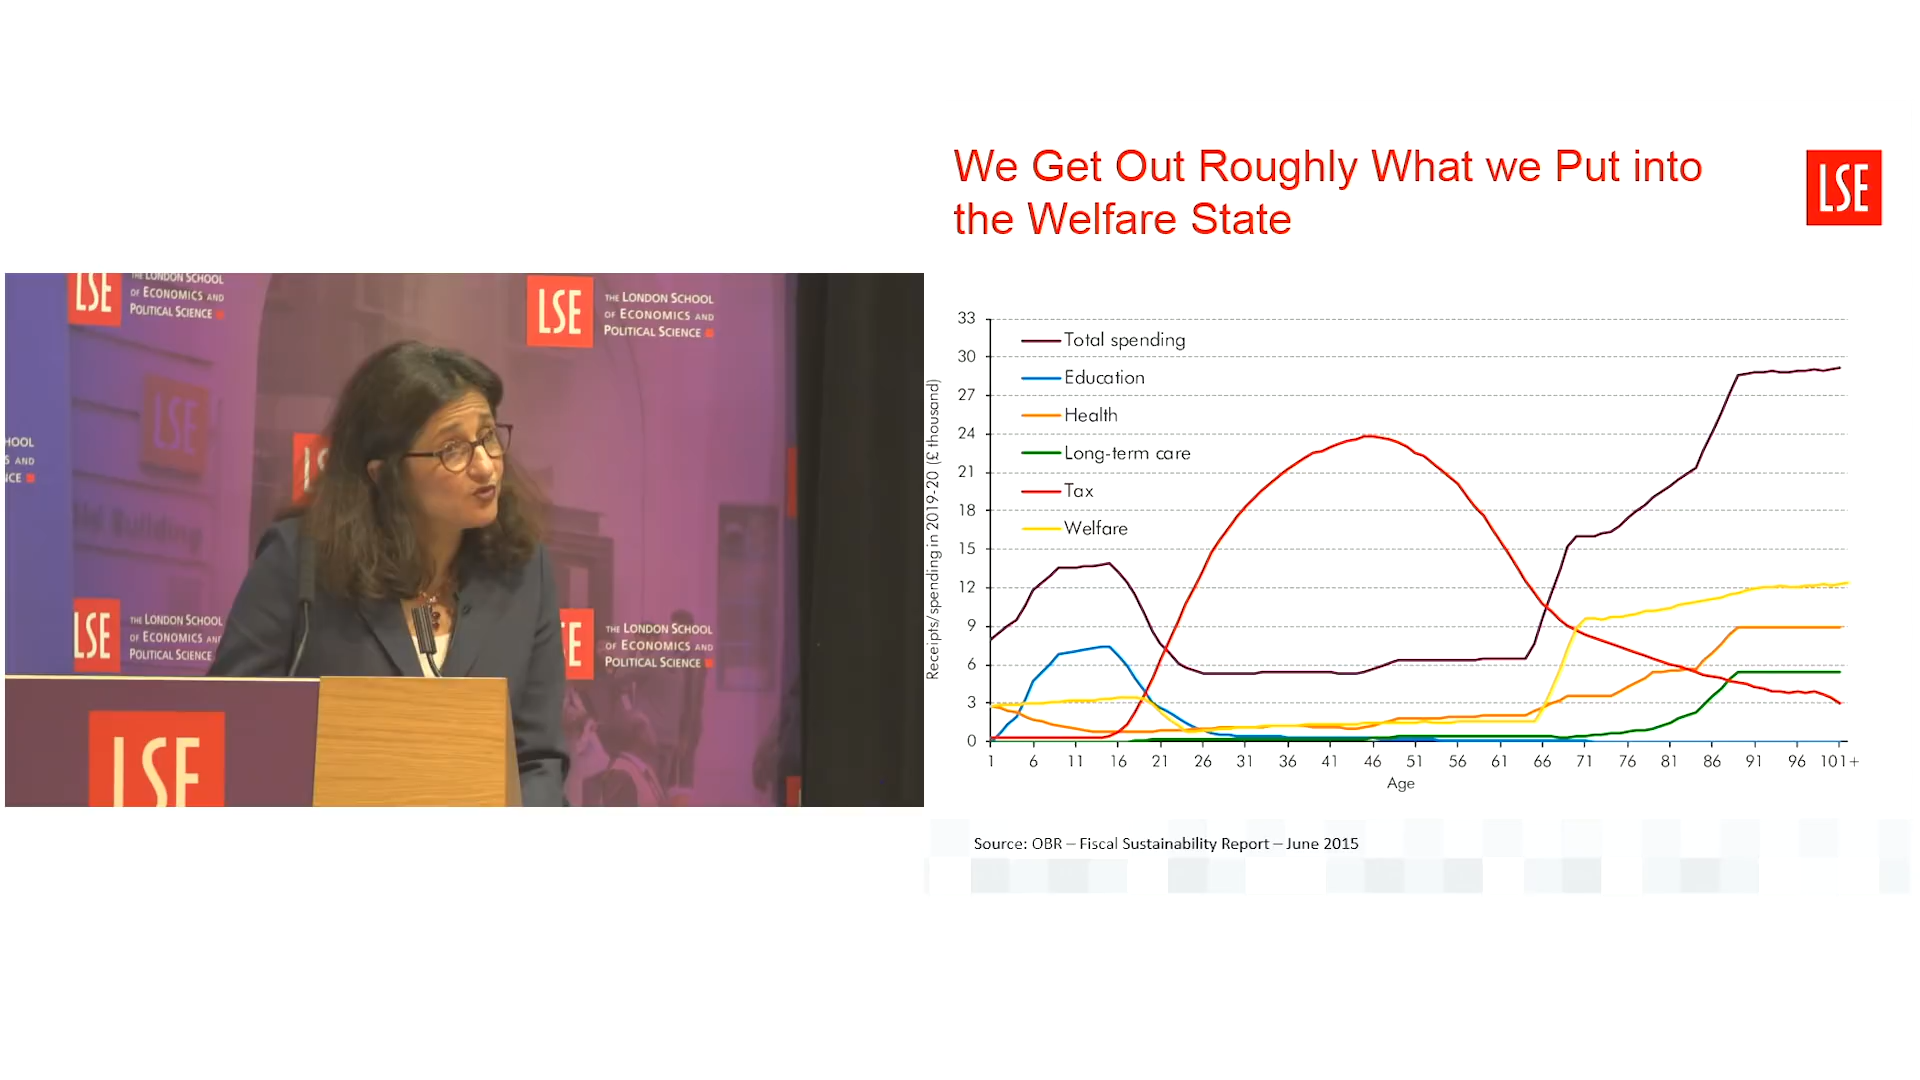 We Get Out Roughly What we Put into
the Welfare State
LSE
LSE
THE LONDON SCHOOL
OF ECONOMICS AND
POLITICAL SCIENCE
LSE
THE LONDON SCHOOL
OF ECONOMICS AND
POLITICAL SCIENCE
LSE
HOOL
S AND
NCE
LSE
THE LONDON SCHOOL
OF ECONOMICS AND
POLITICAL SCIENCE
SE
THE LONDON SCHOOL
OF ECONOMICS AND
POLITICAL SCIENCE
LSE
Receipts/spending in 2019-20 (£ thousand)
33
30
27
24
21
18
15
12
9
6
3
0
Total spending
Education
Health
Long-term care
Tax
Welfare
1 6 11 16 21 26 31 36 41 46 51 56 61 66 71 76 81 86 91 96 101+
Age
Source: OBR – Fiscal Sustainability Report – June 2015